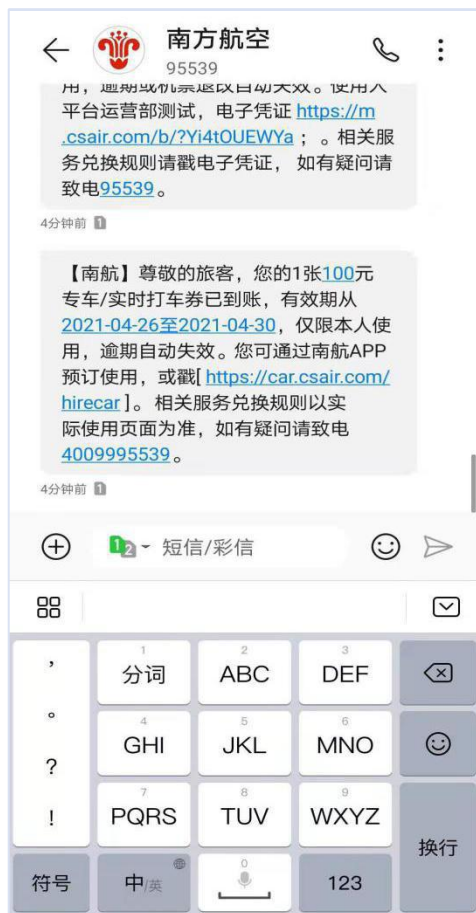 南方航空
95539
用，逾期或机票退改自动失效。使用人
平台运营部测试，电子凭证 https://m
.csair.com/b/?Yi4tOUEWYa ；。相关服
务兑换规则请戳电子凭证， 如有疑问请
致电95539。
4分钟前 1
【南航】尊敬的旅客，您的1张100元
专车/实时打车券已到账，有效期从
2021-04-26至2021-04-30，仅限本人使
用，逾期自动失效。您可通过南航APP
预订使用，或戳[ https://car.csair.com/
hirecar ]。相关服务兑换规则以实
际使用页面为准，如有疑问请致电
4009995539。
4分钟前 1
12 短信/彩信
， 1 分词 2 ABC 3 DEF
。 4 GHI 5 JKL 6 MNO
？
！ 7 PQRS 8 TUV 9 WXYZ 换行
符号 中/英 0 123